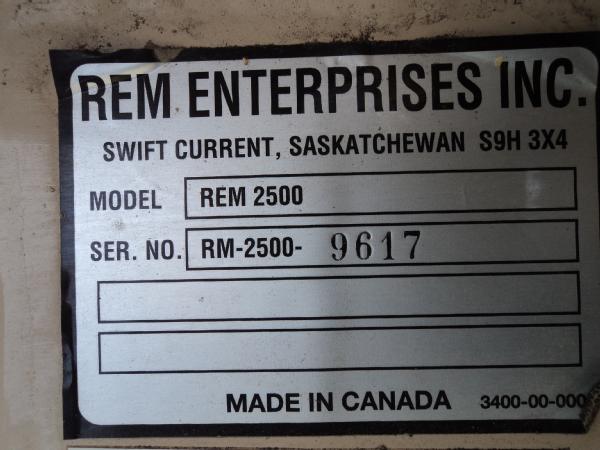 REM ENTERPRISES INC.
SWIFT CURRENT, SASKATCHEWAN S9H 3X4
MODEL REM 2500
SER. NO. RM-2500- 9617
MADE IN CANADA 3400-00-000